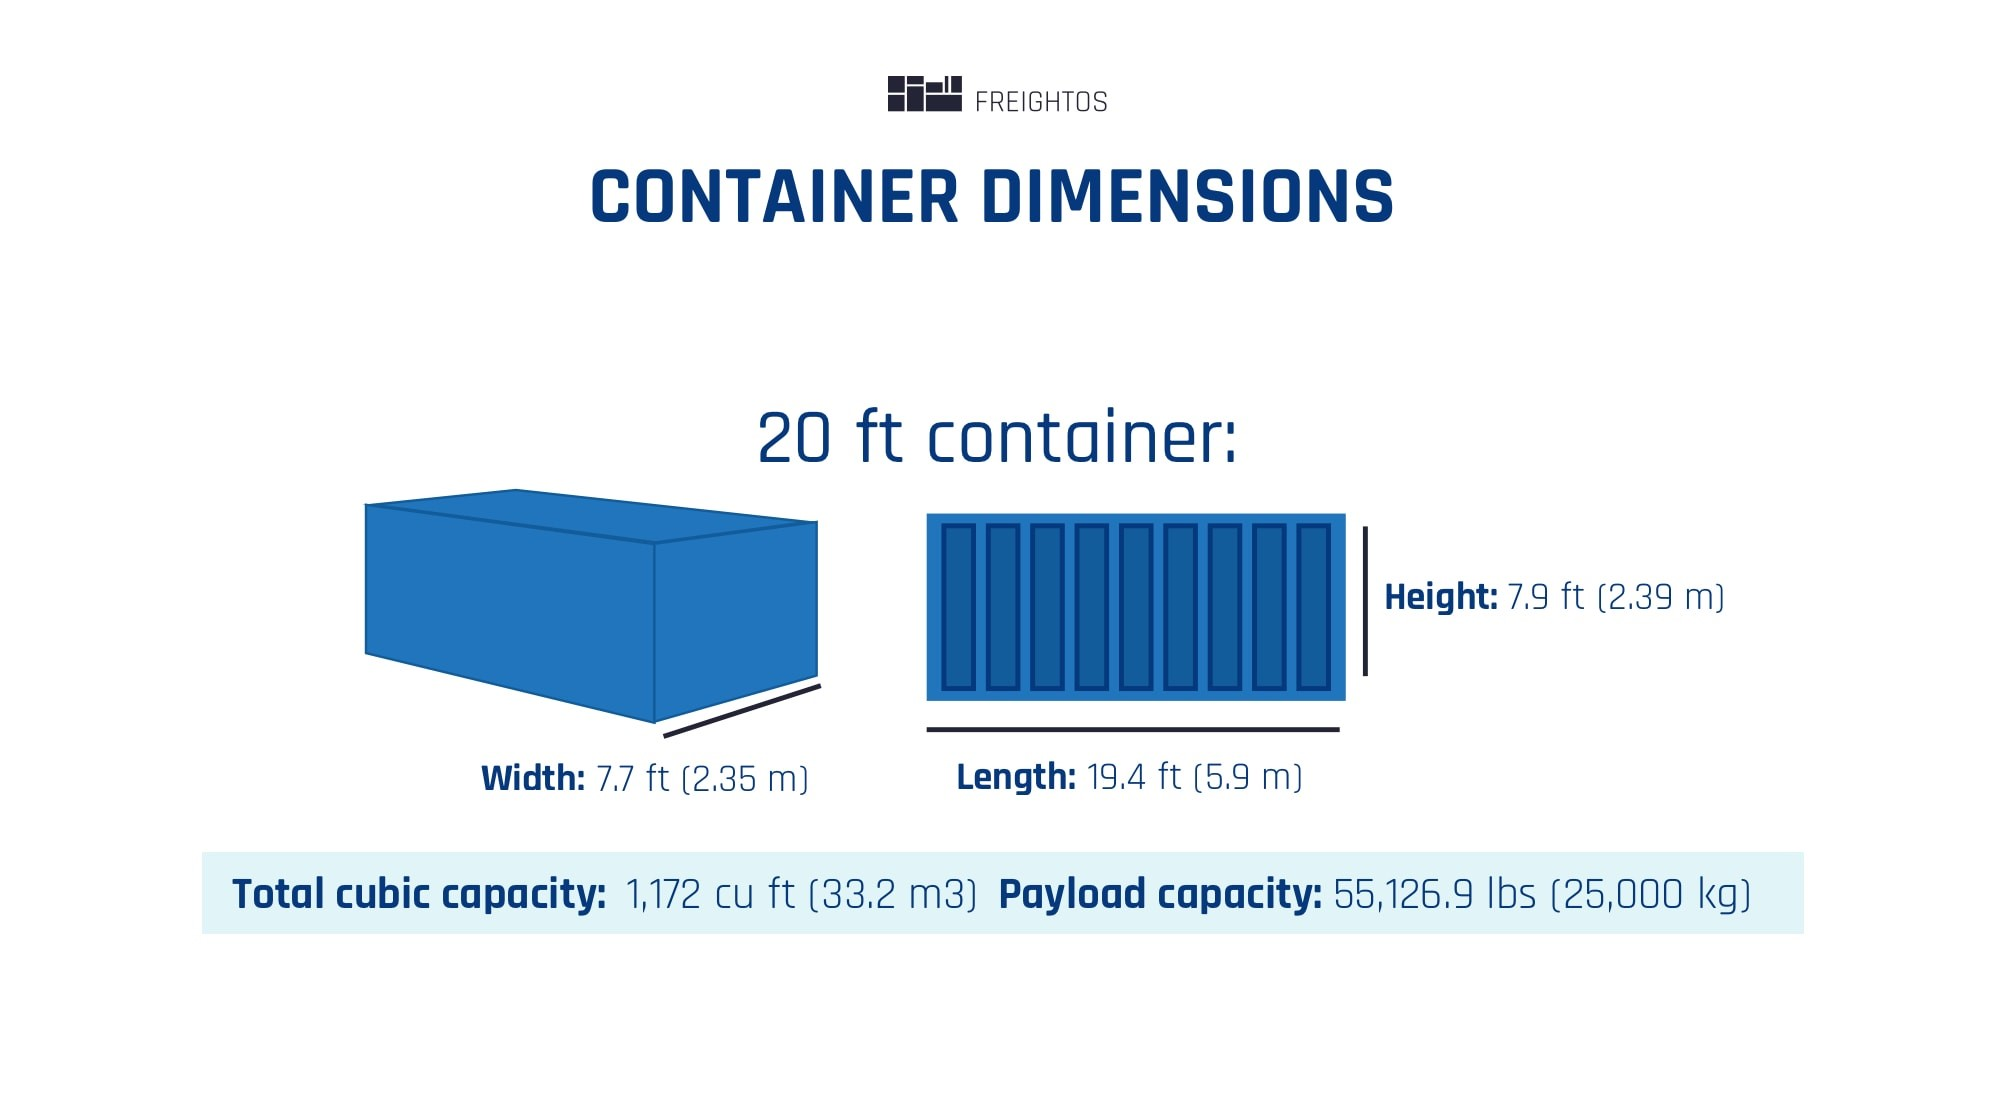 FREIGHTOS
CONTAINER DIMENSIONS
20 ft container:
Height: 7.9 ft (2.39 m)
Width: 7.7 ft (2.35 m)
Length: 19.4 ft (5.9 m)
Total cubic capacity: 1,172 cu ft (33.2 m3) Payload capacity: 55,126.9 lbs (25,000 kg)